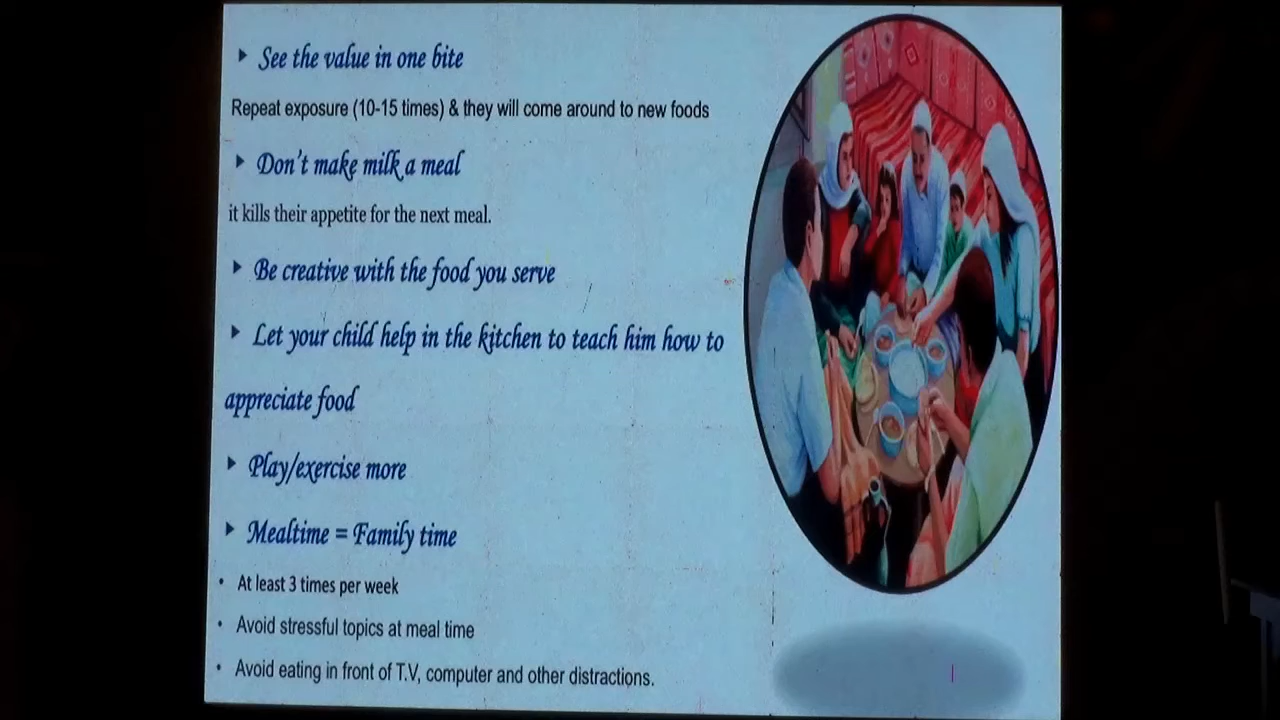 See the value in one bite
Repeat exposure (10-15 times) & they will come around to new foods
Don't make milk a meal
it kills their appetite for the next meal.
Be creative with the food you serve
Let your child help in the kitchen to teach him how to
appreciate food
Play/exercise more
Mealtime = Family time
• At least 3 times per week
• Avoid stressful topics at meal time
• Avoid eating in front of T.V, computer and other distractions.